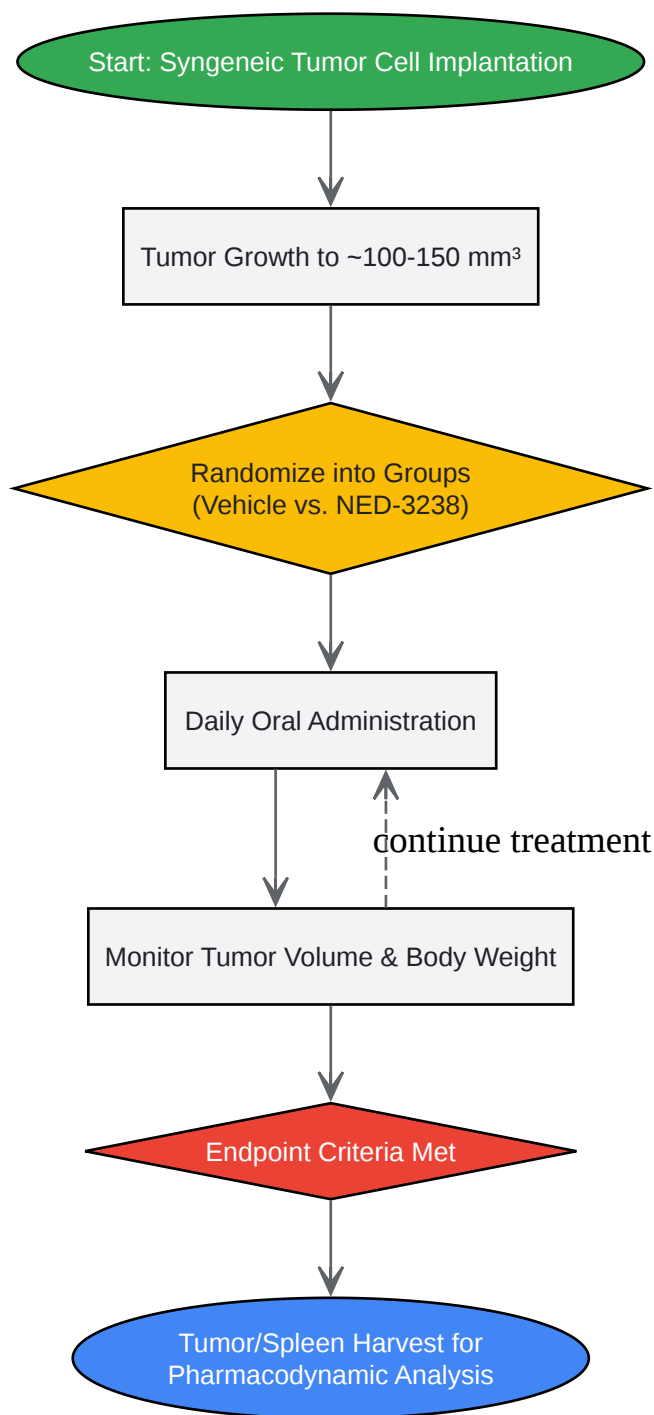 Start: Syngeneic Tumor Cell Implantation
Tumor Growth to ~100-150 mm³
Randomize into Groups
(Vehicle vs. NED-3238)
Daily Oral Administration
continue treatment
Monitor Tumor Volume & Body Weight
Endpoint Criteria Met
Tumor/Spleen Harvest for
Pharmacodynamic Analysis